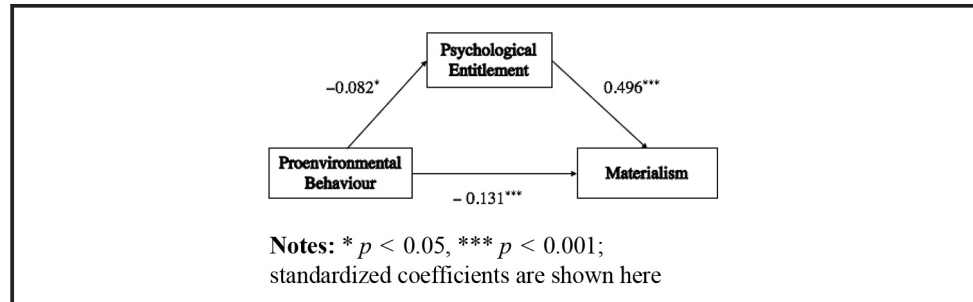 Psychological
Entitlement
−0.082*
0.496***
Proenvironmental
Behaviour
Materialism
− 0.131***
Notes: * p < 0.05, *** p < 0.001;
standardized coefficients are shown here